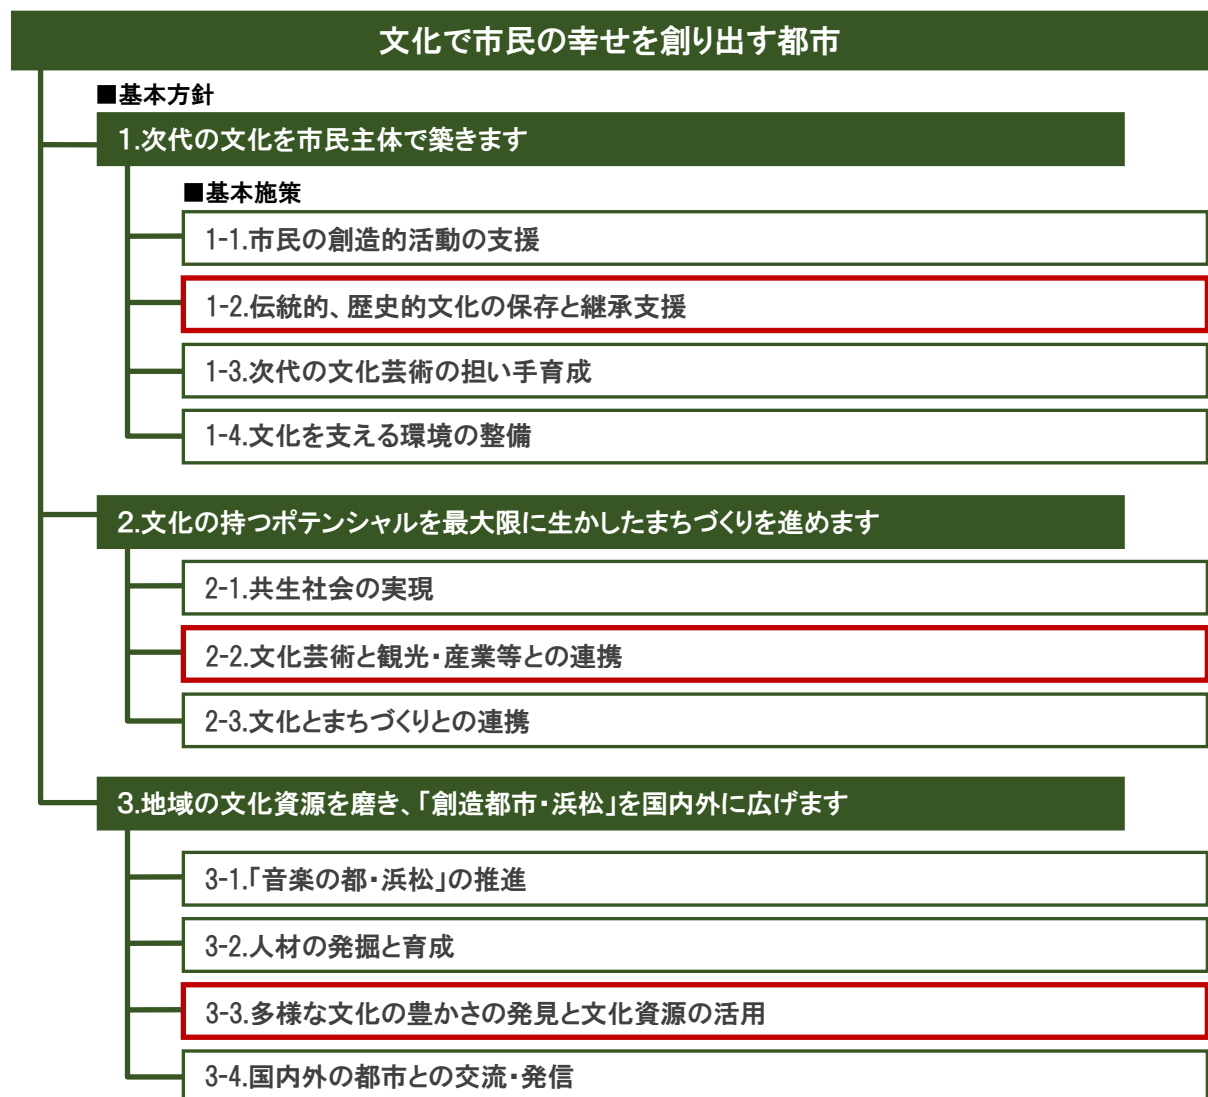 文化で市民の幸せを創り出す都市
■基本方針
1.次代の文化を市民主体で築きます
■基本施策
1-1.市民の創造的活動の支援
1-2.伝統的、歴史的文化の保存と継承支援
1-3.次代の文化芸術の担い手育成
1-4.文化を支える環境の整備
2.文化の持つポテンシャルを最大限に生かしたまちづくりを進めます
2-1.共生社会の実現
2-2.文化芸術と観光・産業等との連携
2-3.文化とまちづくりとの連携
3.地域の文化資源を磨き、「創造都市・浜松」を国内外に広げます
3-1.「音楽の都・浜松」の推進
3-2.人材の発掘と育成
3-3.多様な文化の豊かさの発見と文化資源の活用
3-4.国内外の都市との交流・発信